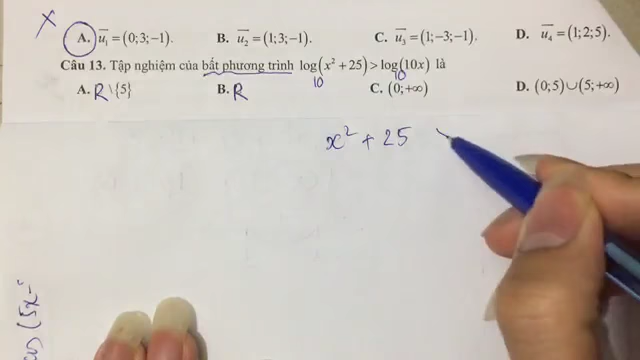 X A. u₁ = (0;3;−1). B. u₂ = (1;3;−1). C. u₃ = (1;−3;−1). D. u₄ = (1;2;5).
Câu 13. Tập nghiệm của bất phương trình log(x² + 25) > log(10x) là
10 10
A. R\{5} B. R C. (0;+∞) D. (0;5)∪(5;+∞)
x² + 25
(5x−